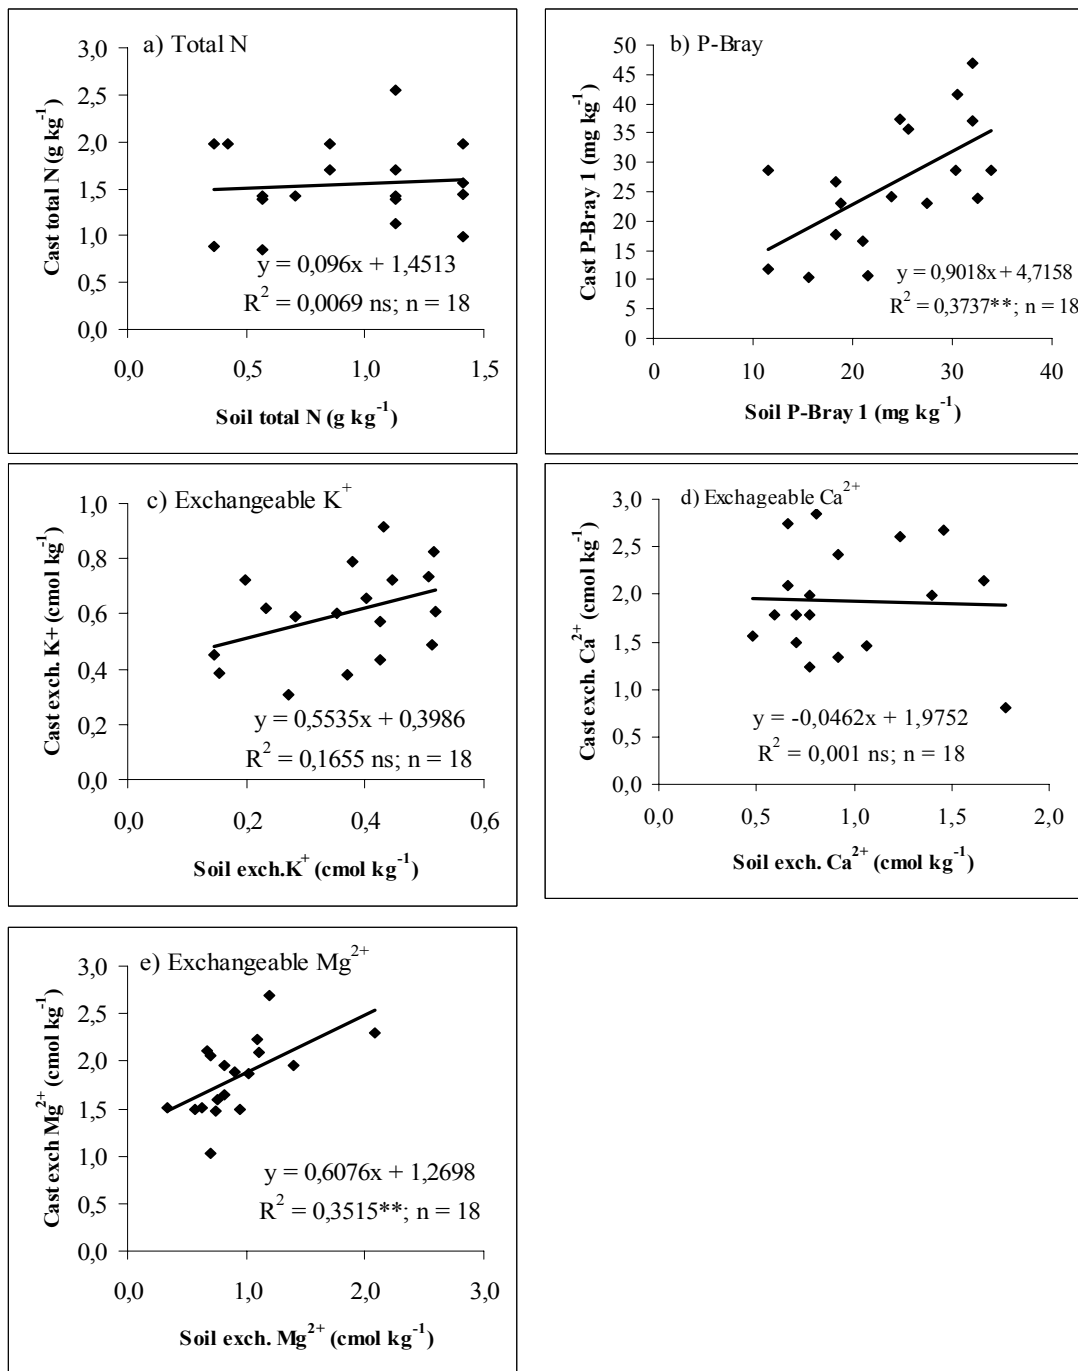 a) Total N
Cast total N (g kg⁻¹)
3,0
2,5
2,0
1,5
1,0
0,5
0,0
y = 0,096x + 1,4513
R² = 0,0069 ns; n = 18
0,0 0,5 1,0 1,5
Soil total N (g kg⁻¹)
b) P-Bray
Cast P-Bray 1 (mg kg⁻¹)
50
45
40
35
30
25
20
15
10
5
0
y = 0,9018x + 4,7158
R² = 0,3737**; n = 18
0 10 20 30 40
Soil P-Bray 1 (mg kg⁻¹)
c) Exchangeable K⁺
Cast exch. K+ (cmol kg⁻¹)
1,0
0,8
0,6
0,4
0,2
0,0
y = 0,5535x + 0,3986
R² = 0,1655 ns; n = 18
0,0 0,2 0,4 0,6
Soil exch.K⁺ (cmol kg⁻¹)
d) Exchageable Ca²⁺
Cast exch. Ca²⁺ (cmol kg⁻¹)
3,0
2,5
2,0
1,5
1,0
0,5
0,0
y = -0,0462x + 1,9752
R² = 0,001 ns; n = 18
0,0 0,5 1,0 1,5 2,0
Soil exch. Ca²⁺ (cmol kg⁻¹)
e) Exchangeable Mg²⁺
Cast exch Mg²⁺ (cmol kg⁻¹)
3,0
2,5
2,0
1,5
1,0
0,5
0,0
y = 0,6076x + 1,2698
R² = 0,3515**; n = 18
0,0 1,0 2,0 3,0
Soil exch. Mg²⁺ (cmol kg⁻¹)